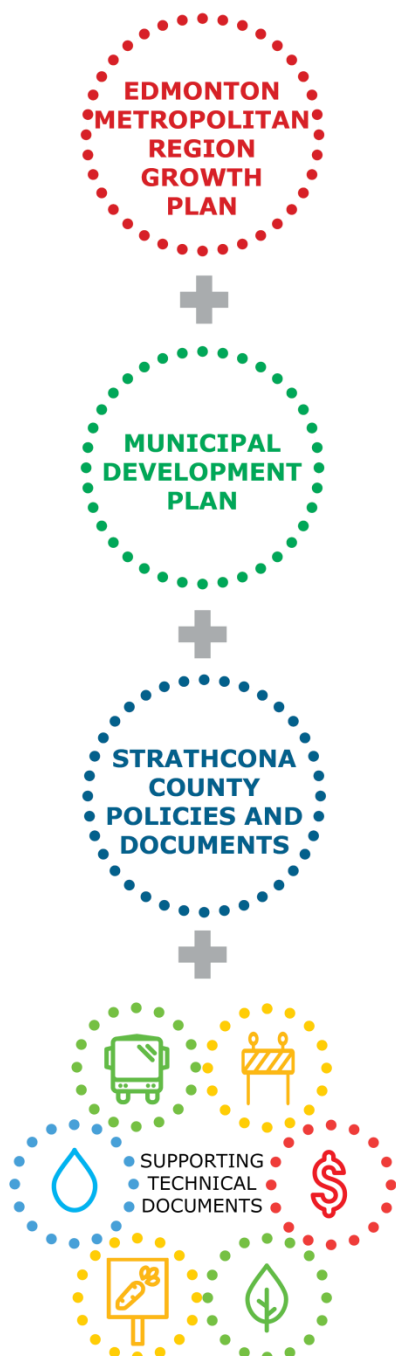 EDMONTON
METROPOLITAN
REGION
GROWTH
PLAN
MUNICIPAL
DEVELOPMENT
PLAN
STRATHCONA
COUNTY
POLICIES AND
DOCUMENTS
SUPPORTING
TECHNICAL
DOCUMENTS
$